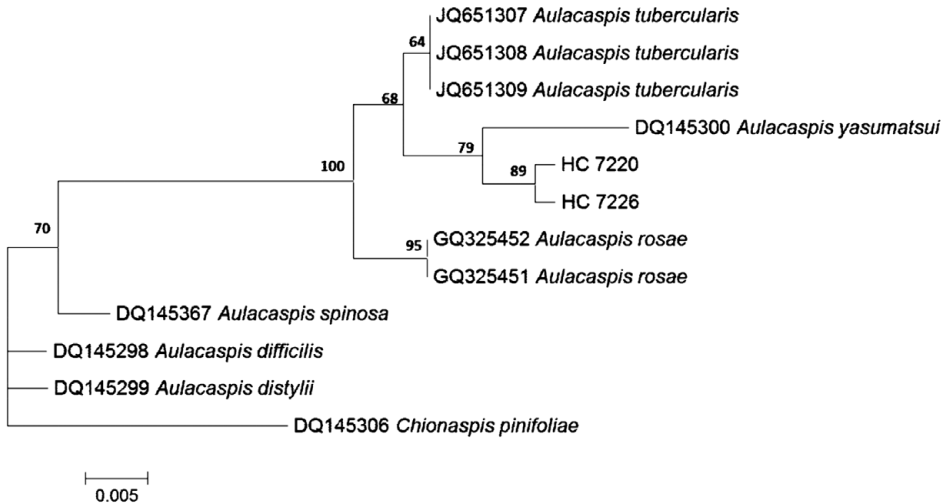 JQ651307 Aulacaspis tubercularis
64
JQ651308 Aulacaspis tubercularis
JQ651309 Aulacaspis tubercularis
68
DQ145300 Aulacaspis yasumatsui
79
HC 7220
89
100
HC 7226
GQ325452 Aulacaspis rosae
95
70
GQ325451 Aulacaspis rosae
DQ145367 Aulacaspis spinosa
DQ145298 Aulacaspis difficilis
DQ145299 Aulacaspis distylii
DQ145306 Chionaspis pinifoliae
0.005